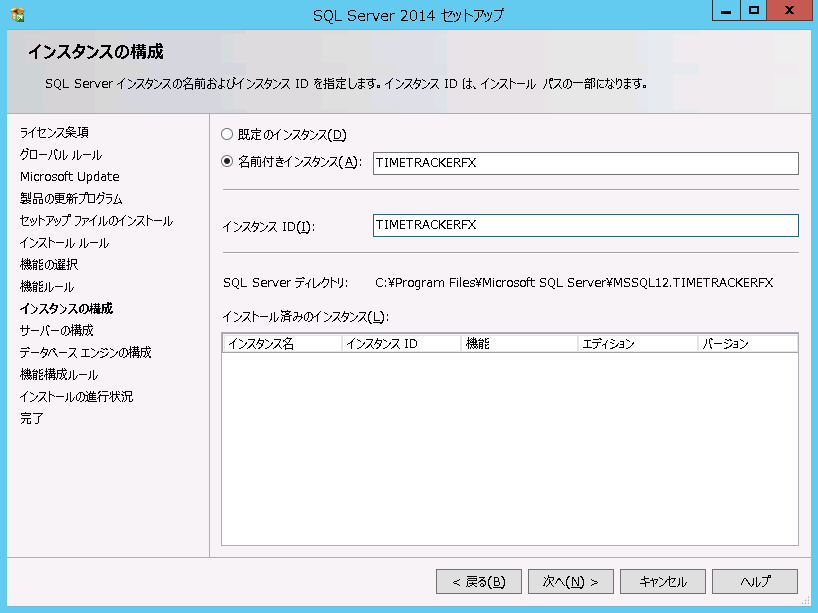 SQL Server 2014 セットアップ
インスタンスの構成
SQL Server インスタンスの名前およびインスタンス ID を指定します。インスタンス ID は、インストール パスの一部になります。
ライセンス条項
グローバル ルール
Microsoft Update
製品の更新プログラム
セットアップ ファイルのインストール
インストール ルール
機能の選択
機能ルール
インスタンスの構成
サーバーの構成
データベース エンジンの構成
機能構成ルール
インストールの進行状況
完了
既定のインスタンス(D)
名前付きインスタンス(A): TIMETRACKERFX
インスタンス ID(I): TIMETRACKERFX
SQL Server ディレクトリ: C:¥Program Files¥Microsoft SQL Server¥MSSQL12.TIMETRACKERFX
インストール済みのインスタンス(L):
インスタンス名 インスタンス ID 機能 エディション バージョン
< 戻る(B) 次へ(N) > キャンセル ヘルプ